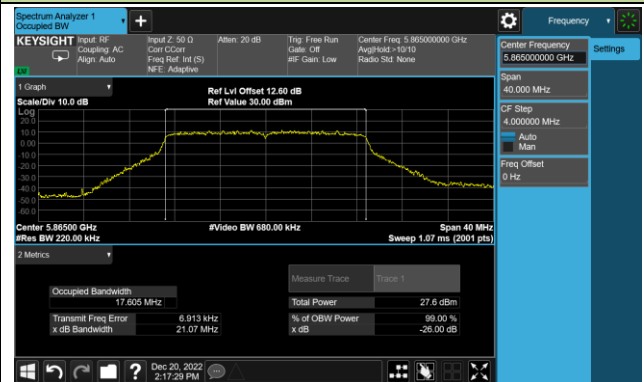 Spectrum Analyzer 1
Occupied BW
Frequency
KEYSIGHT
Input: RF
Coupling: AC
Align: Auto
Input Z: 50 Ω
Corr CCorr
Freq Ref: Int (S)
NFE: Adaptive
Atten: 20 dB
Trig: Free Run
Gate: Off
#IF Gain: Low
Center Freq: 5.865000000 GHz
Avg|Hold:>10/10
Radio Std: None
Center Frequency
5.865000000 GHz
Settings
Span
40.000 MHz
CF Step
4.000000 MHz
Auto
Man
Freq Offset
0 Hz
1 Graph
Scale/Div 10.0 dB
Ref Lvl Offset 12.60 dB
Ref Value 30.00 dBm
Log
20.0
10.0
0.00
-10.0
-20.0
-30.0
-40.0
-50.0
-60.0
Center 5.86500 GHz
#Res BW 220.00 kHz
#Video BW 680.00 kHz
Span 40 MHz
Sweep 1.07 ms (2001 pts)
2 Metrics
Measure Trace
Trace 1
Occupied Bandwidth
17.605 MHz
Total Power
27.6 dBm
Transmit Freq Error
6.913 kHz
% of OBW Power
99.00 %
x dB Bandwidth
21.07 MHz
x dB
-26.00 dB
Dec 20, 2022
2:17:29 PM